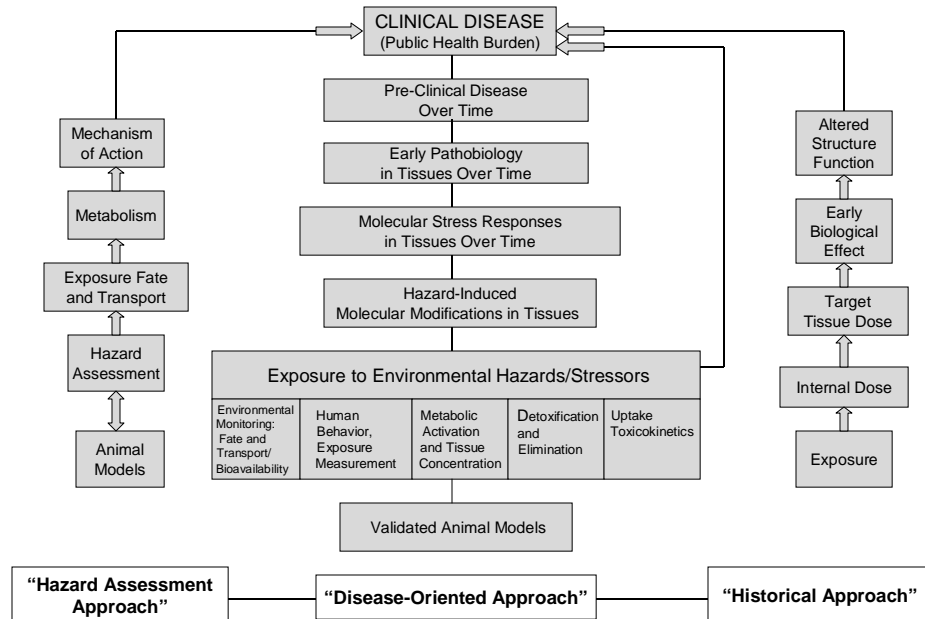 CLINICAL DISEASE
(Public Health Burden)
Pre-Clinical Disease
Over Time
Early Pathobiology
in Tissues Over Time
Molecular Stress Responses
in Tissues Over Time
Hazard-Induced
Molecular Modifications in Tissues
Exposure to Environmental Hazards/Stressors
Environmental
Monitoring:
Fate and
Transport/
Bioavailability
Human
Behavior,
Exposure
Measurement
Metabolic
Activation
and Tissue
Concentration
Detoxification
and
Elimination
Uptake
Toxicokinetics
Validated Animal Models
Mechanism
of Action
Metabolism
Exposure Fate
and Transport
Hazard
Assessment
Animal
Models
Altered
Structure
Function
Early
Biological
Effect
Target
Tissue Dose
Internal Dose
Exposure
“Hazard Assessment
Approach”
“Disease-Oriented Approach”
“Historical Approach”